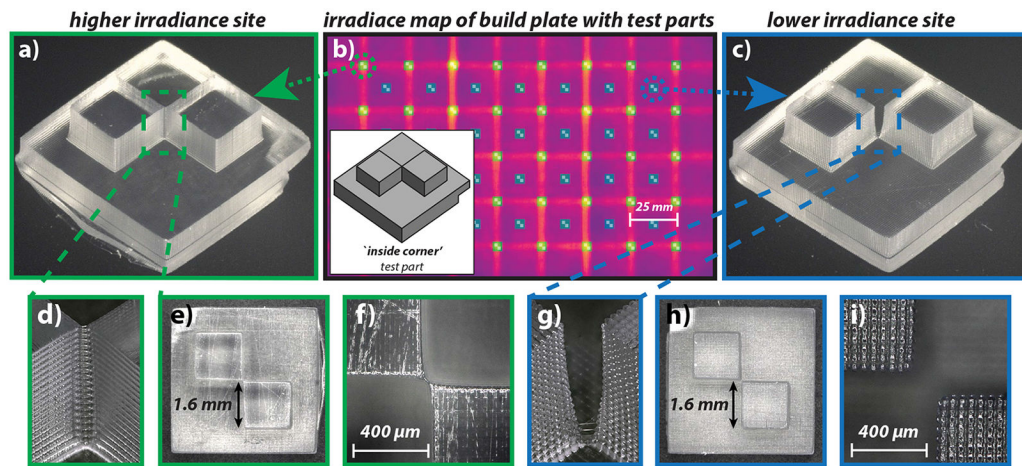 higher irradiance site
irradiace map of build plate with test parts
lower irradiance site
a)
b)
c)
25 mm
‘inside corner’
test part
d)
e)
f)
g)
h)
i)
1.6 mm
400 µm
1.6 mm
400 µm